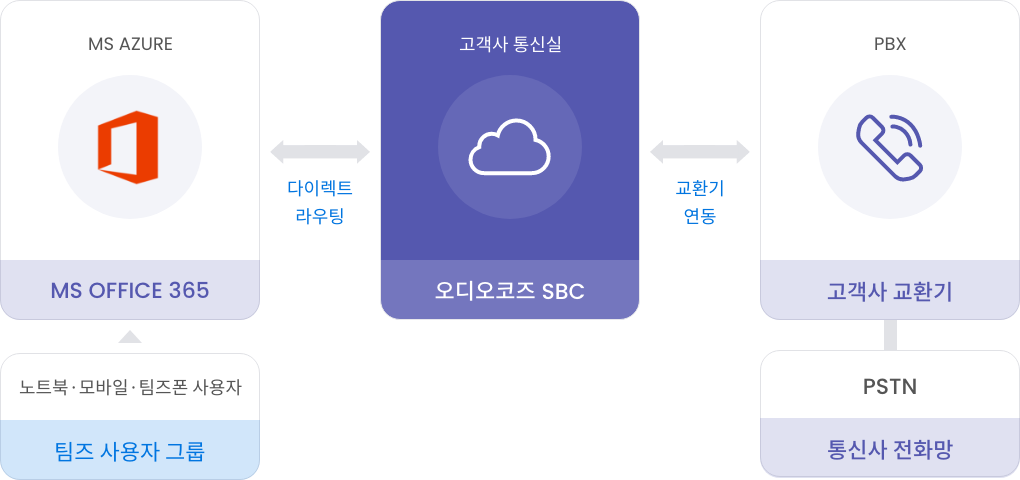 MS AZURE
고객사 통신실
PBX
다이렉트
라우팅
교환기
연동
MS OFFICE 365
오디오코즈 SBC
고객사 교환기
노트북·모바일·팀즈폰 사용자
팀즈 사용자 그룹
PSTN
통신사 전화망